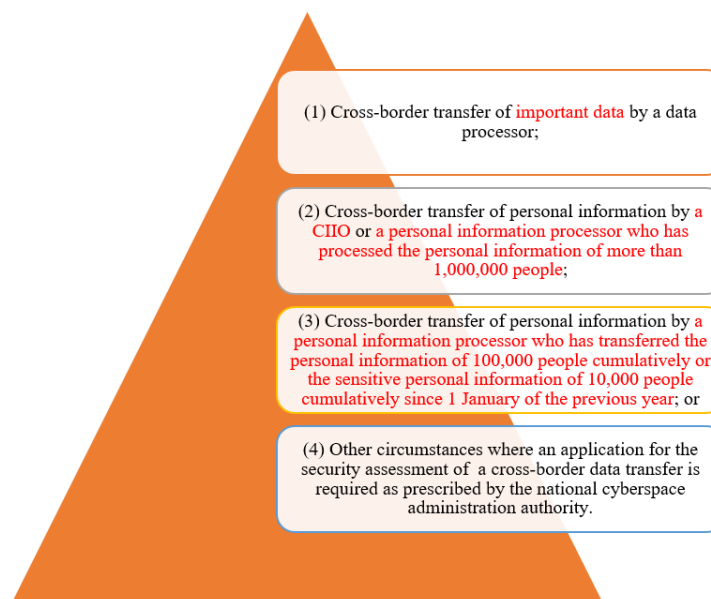 (1) Cross-border transfer of important data by a data
processor;
(2) Cross-border transfer of personal information by a
CIIO or a personal information processor who has
processed the personal information of more than
1,000,000 people;
(3) Cross-border transfer of personal information by a
personal information processor who has transferred the
personal information of 100,000 people cumulatively or
the sensitive personal information of 10,000 people
cumulatively since 1 January of the previous year; or
(4) Other circumstances where an application for the
security assessment of a cross-border data transfer is
required as prescribed by the national cyberspace
administration authority.